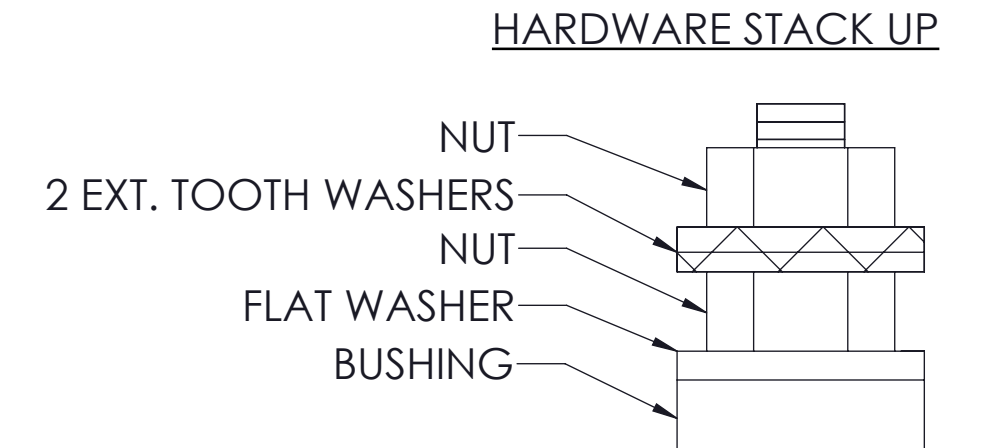 HARDWARE STACK UP
NUT
2 EXT. TOOTH WASHERS
NUT
FLAT WASHER
BUSHING